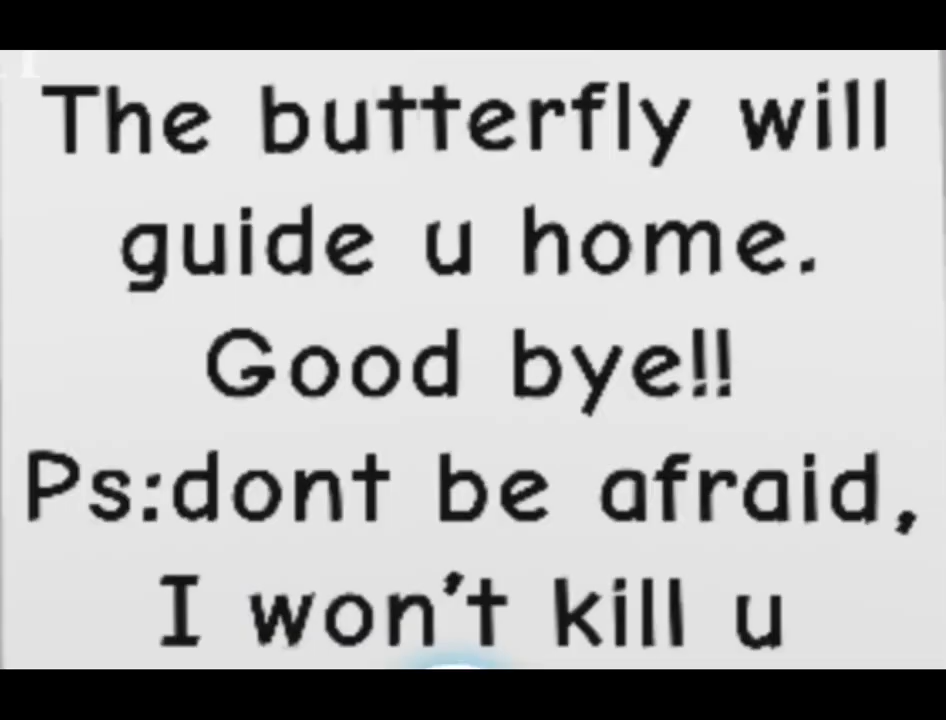 The butterfly will
guide u home.
Good bye!!
Ps:dont be afraid,
I won't kill u